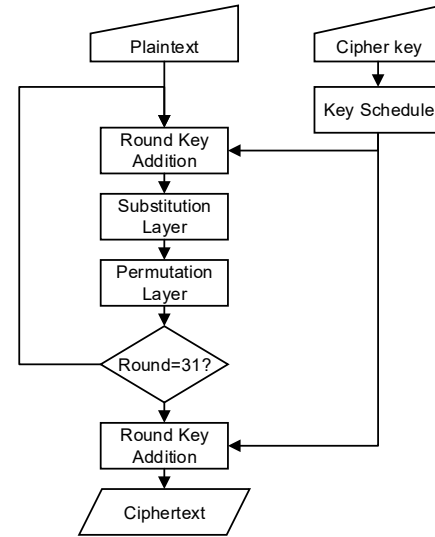 Plaintext
Cipher key
Key Schedule
Round Key
Addition
Substitution
Layer
Permutation
Layer
Round=31?
Round Key
Addition
Ciphertext